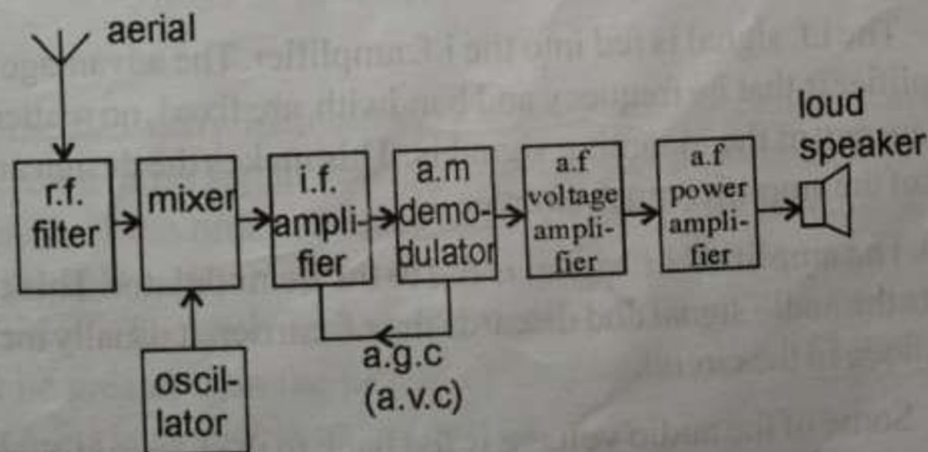 aerial
loud
speaker
r.f.
filter
mixer
i.f.
ampli-
fier
a.m
demo-
dulator
a.f
voltage
ampli-
fier
a.f
power
ampli-
fier
a.g.c
(a.v.c)
oscil-
lator